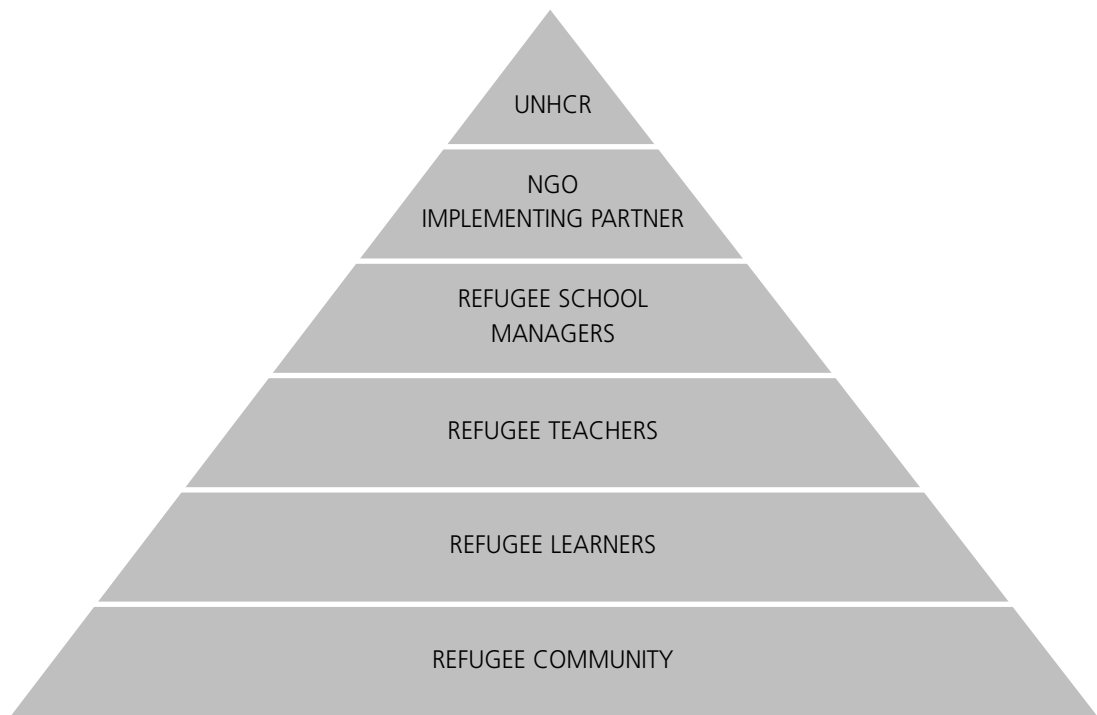 UNHCR
NGO
IMPLEMENTING PARTNER
REFUGEE SCHOOL
MANAGERS
REFUGEE TEACHERS
REFUGEE LEARNERS
REFUGEE COMMUNITY